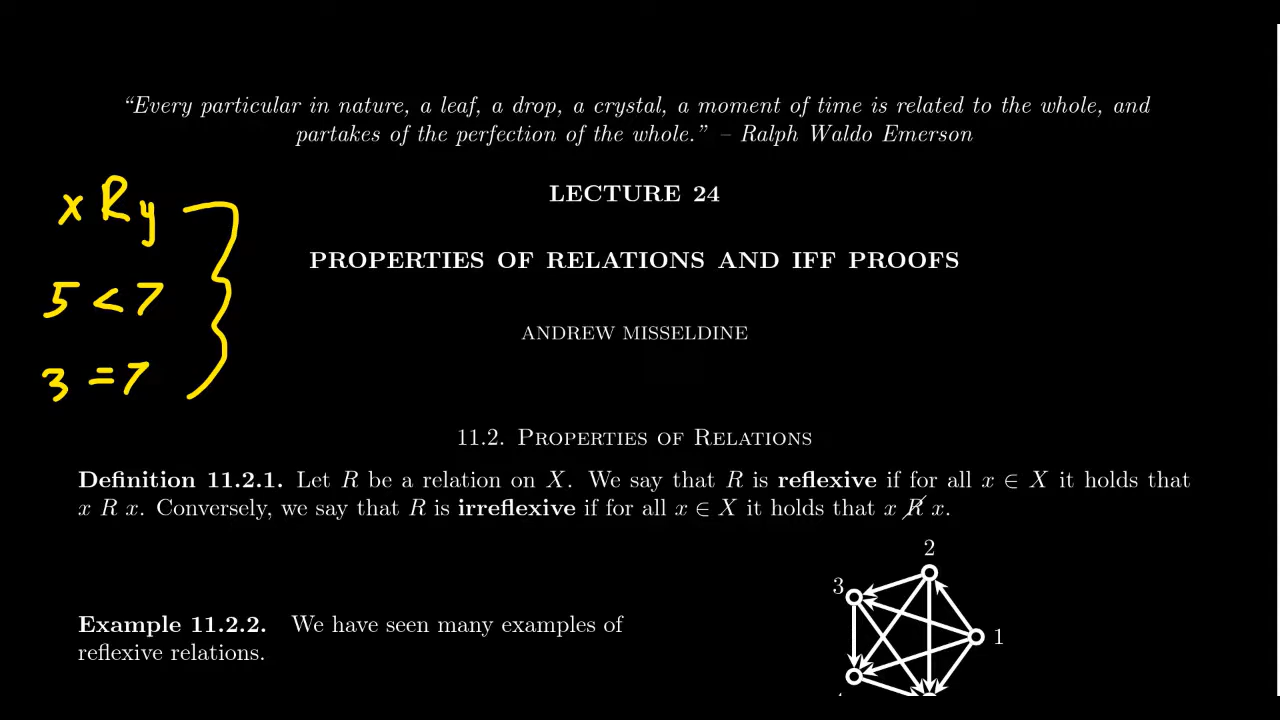 “Every particular in nature, a leaf, a drop, a crystal, a moment of time is related to the whole, and
partakes of the perfection of the whole.” – Ralph Waldo Emerson
LECTURE 24
x R y
PROPERTIES OF RELATIONS AND IFF PROOFS
5 < 7
ANDREW MISSELDINE
3 = 7
11.2. Properties of Relations
Definition 11.2.1. Let R be a relation on X. We say that R is reflexive if for all x ∈ X it holds that
x R x. Conversely, we say that R is irreflexive if for all x ∈ X it holds that x R̸ x.
2
3
Example 11.2.2. We have seen many examples of
1
reflexive relations.